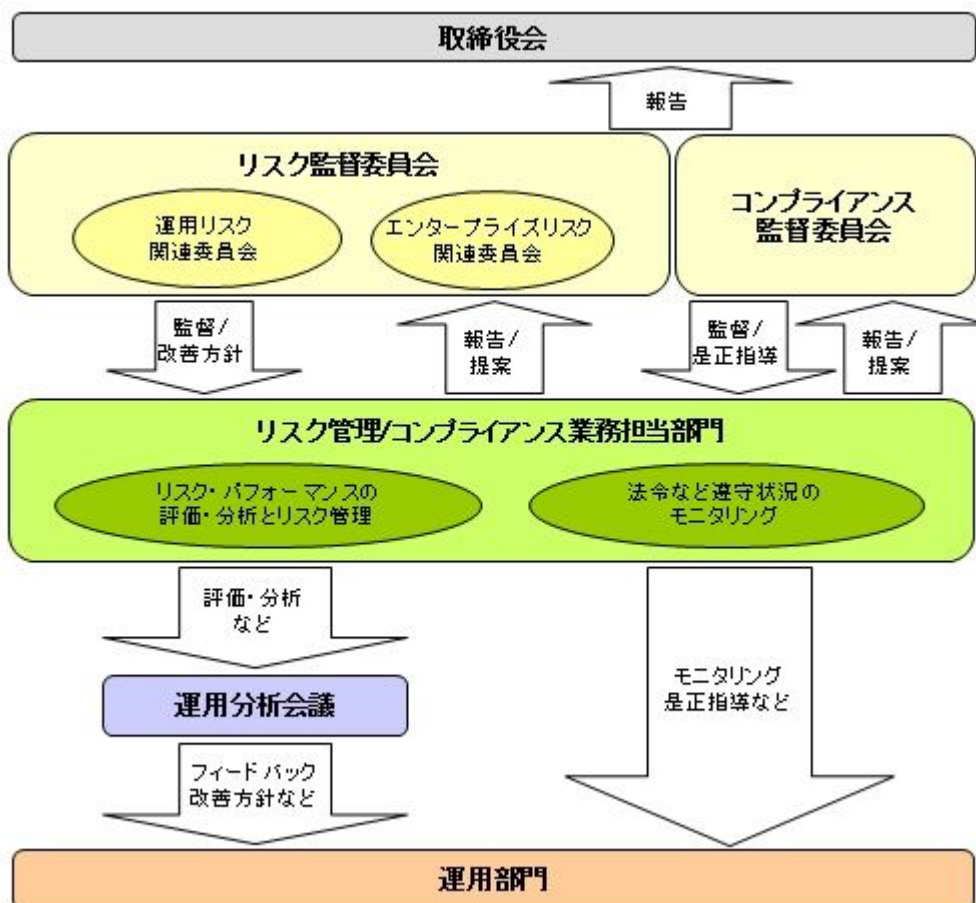 取締役会
報告
リスク監督委員会
運用リスク
関連委員会
エンタープライズリスク
関連委員会
コンプライアンス
監督委員会
監督/
改善方針
報告/
提案
監督/
是正指導
報告/
提案
リスク管理/コンプライアンス業務担当部門
リスク・パフォーマンスの
評価・分析とリスク管理
法令など遵守状況の
モニタリング
評価・分析
など
運用分析会議
モニタリング
是正指導など
フィードバック
改善方針など
運用部門